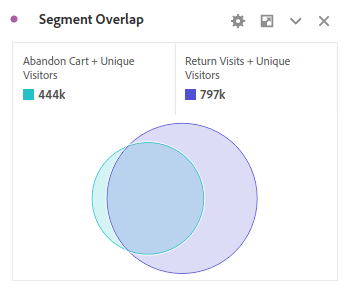 Segment Overlap
Abandon Cart + Unique
Visitors
444k
Return Visits + Unique
Visitors
797k